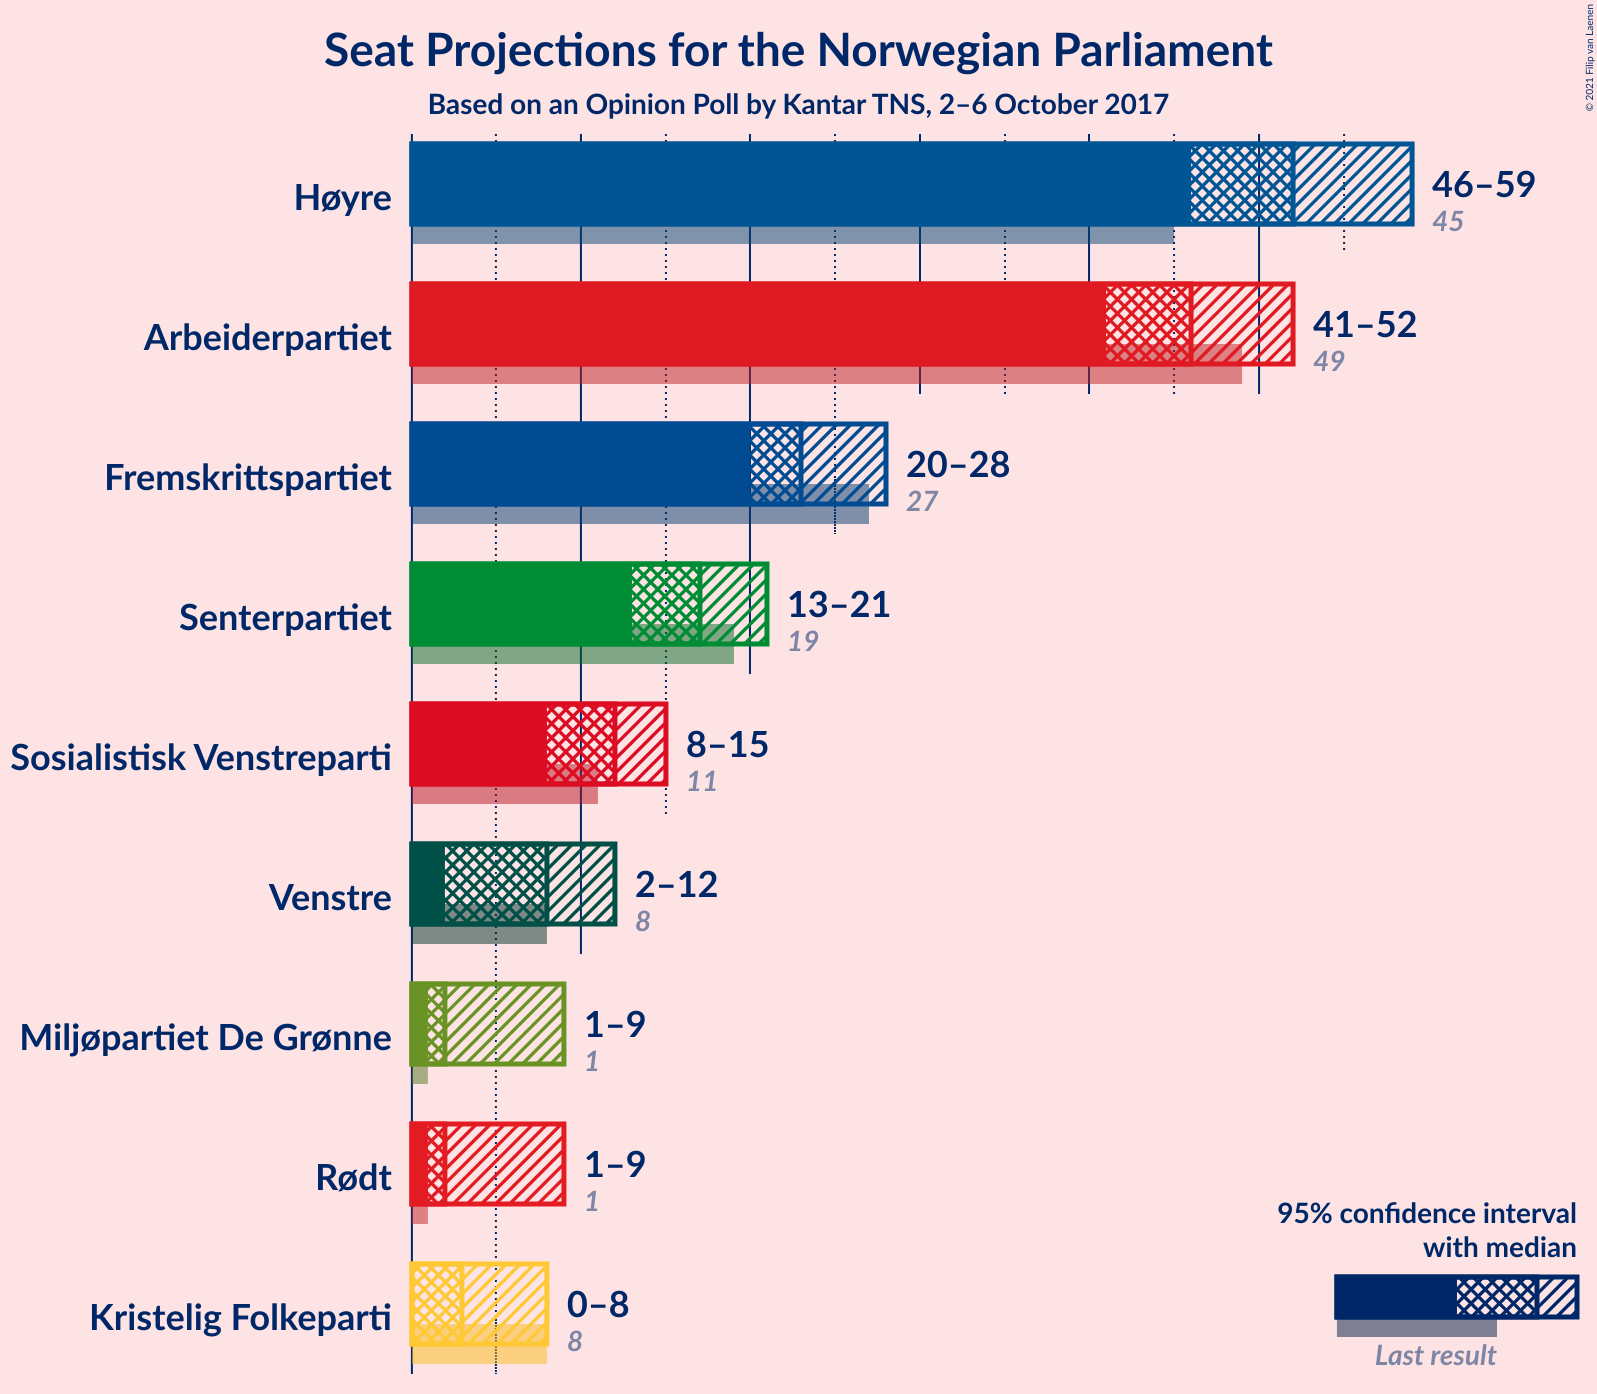 Seat Projections for the Norwegian Parliament
Based on an Opinion Poll by Kantar TNS, 2–6 October 2017
© 2021 Filip van Laenen
Høyre
46–59
45
Arbeiderpartiet
41–52
49
Fremskrittspartiet
20–28
27
Senterpartiet
13–21
19
Sosialistisk Venstreparti
8–15
11
Venstre
2–12
8
Miljøpartiet De Grønne
1–9
1
Rødt
1–9
1
Kristelig Folkeparti
0–8
8
95% confidence interval
with median
Last result